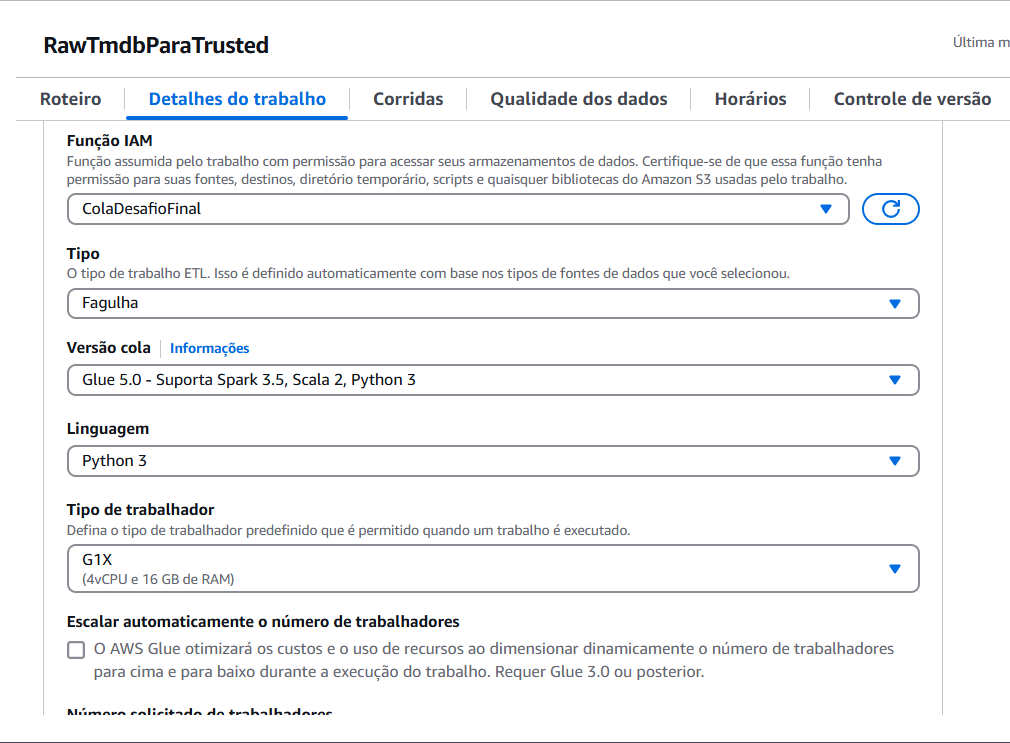 RawTmdbParaTrusted
Última m
Roteiro
Detalhes do trabalho
Corridas
Qualidade dos dados
Horários
Controle de versão
Função IAM
Função assumida pelo trabalho com permissão para acessar seus armazenamentos de dados. Certifique-se de que essa função tenha
permissão para suas fontes, destinos, diretório temporário, scripts e quaisquer bibliotecas do Amazon S3 usadas pelo trabalho.
ColaDesafioFinal
Tipo
O tipo de trabalho ETL. Isso é definido automaticamente com base nos tipos de fontes de dados que você selecionou.
Fagulha
Versão cola
Informações
Glue 5.0 - Suporta Spark 3.5, Scala 2, Python 3
Linguagem
Python 3
Tipo de trabalhador
Defina o tipo de trabalhador predefinido que é permitido quando um trabalho é executado.
G1X
(4vCPU e 16 GB de RAM)
Escalar automaticamente o número de trabalhadores
O AWS Glue otimizará os custos e o uso de recursos ao dimensionar dinamicamente o número de trabalhadores
para cima e para baixo durante a execução do trabalho. Requer Glue 3.0 ou posterior.
Número solicitado de trabalhadores